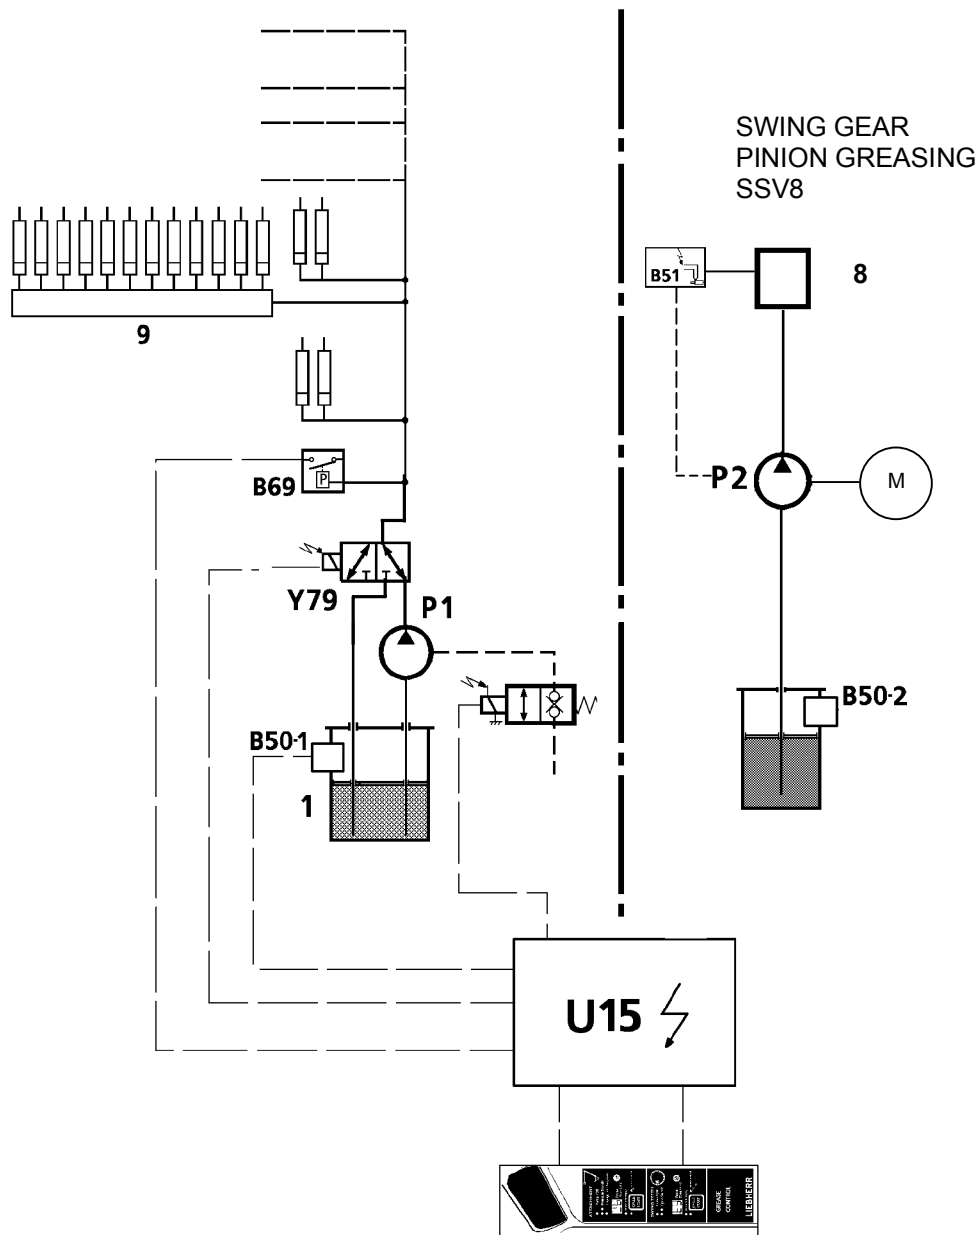 SWING GEAR
PINION GREASING
SSV8
B51
8
9
P
B69
P2
M
Y79
P1
B50-2
B50-1
1
U15
GREASE
CONTROL
LIEBHERR